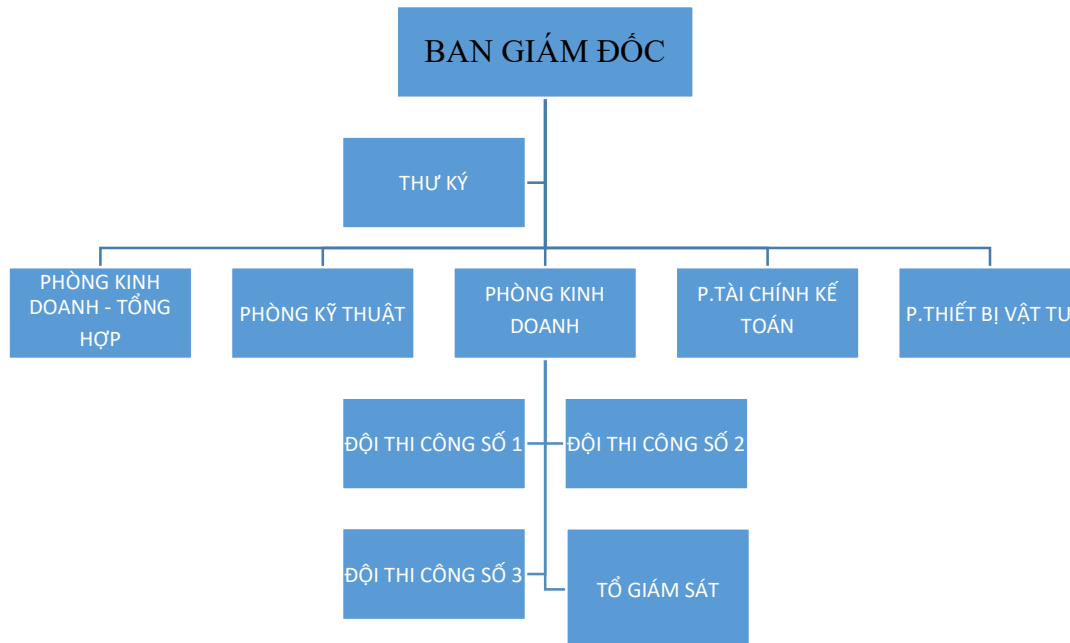 BAN GIÁM ĐỐC
THƯ KÝ
PHÒNG KINH
DOANH - TỔNG
HỢP
PHÒNG KỸ THUẬT
PHÒNG KINH
DOANH
P.TÀI CHÍNH KẾ
TOÁN
P.THIẾT BỊ VẬT TU
ĐỘI THI CÔNG SỐ 1
ĐỘI THI CÔNG SỐ 2
ĐỘI THI CÔNG SỐ 3
TỔ GIÁM SÁT